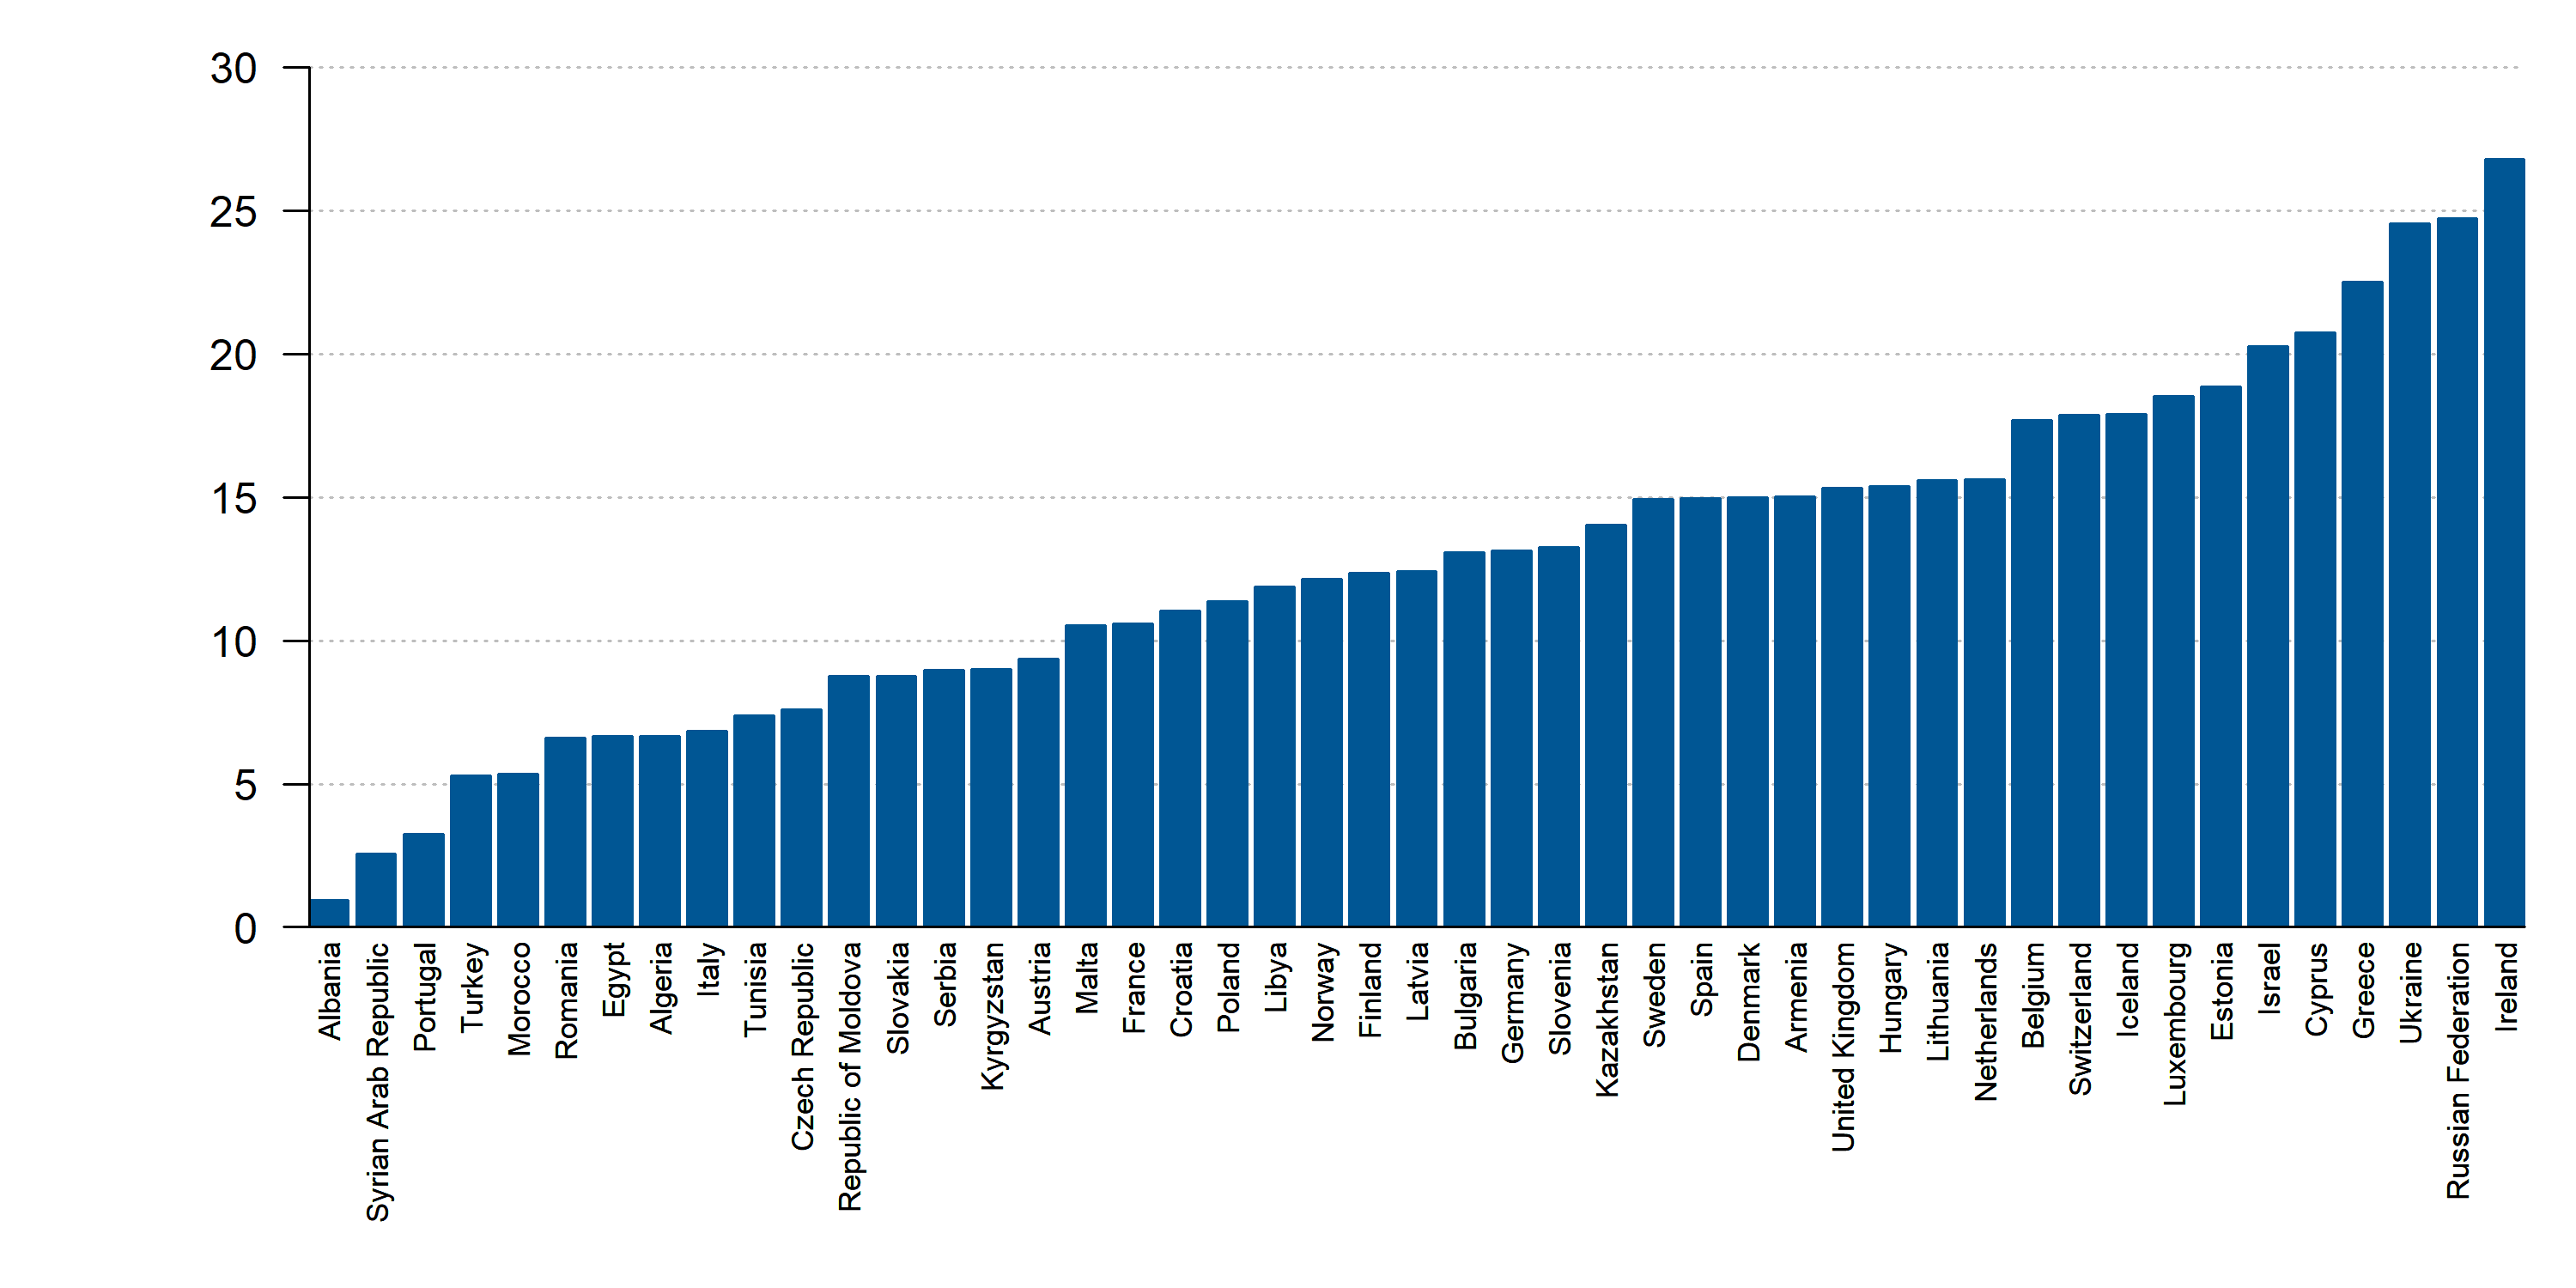 30
25
20
15
10
5
0
Albania
Syrian Arab Republic
Portugal
Turkey
Morocco
Romania
Egypt
Algeria
Italy
Tunisia
Czech Republic
Republic of Moldova
Slovakia
Serbia
Kyrgyzstan
Austria
Malta
France
Croatia
Poland
Libya
Norway
Finland
Latvia
Bulgaria
Germany
Slovenia
Kazakhstan
Sweden
Spain
Denmark
Armenia
United Kingdom
Hungary
Lithuania
Netherlands
Belgium
Switzerland
Iceland
Luxembourg
Estonia
Israel
Cyprus
Greece
Ukraine
Russian Federation
Ireland